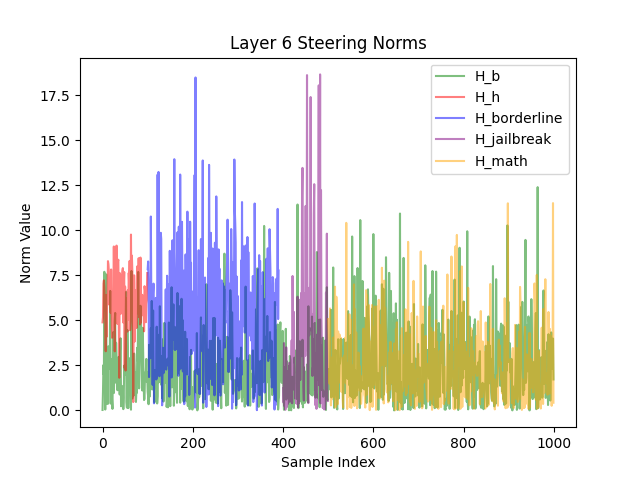 Layer 6 Steering Norms
H_b
H_h
H_borderline
H_jailbreak
H_math
Norm Value
17.5
15.0
12.5
10.0
7.5
5.0
2.5
0.0
0 200 400 600 800 1000
Sample Index